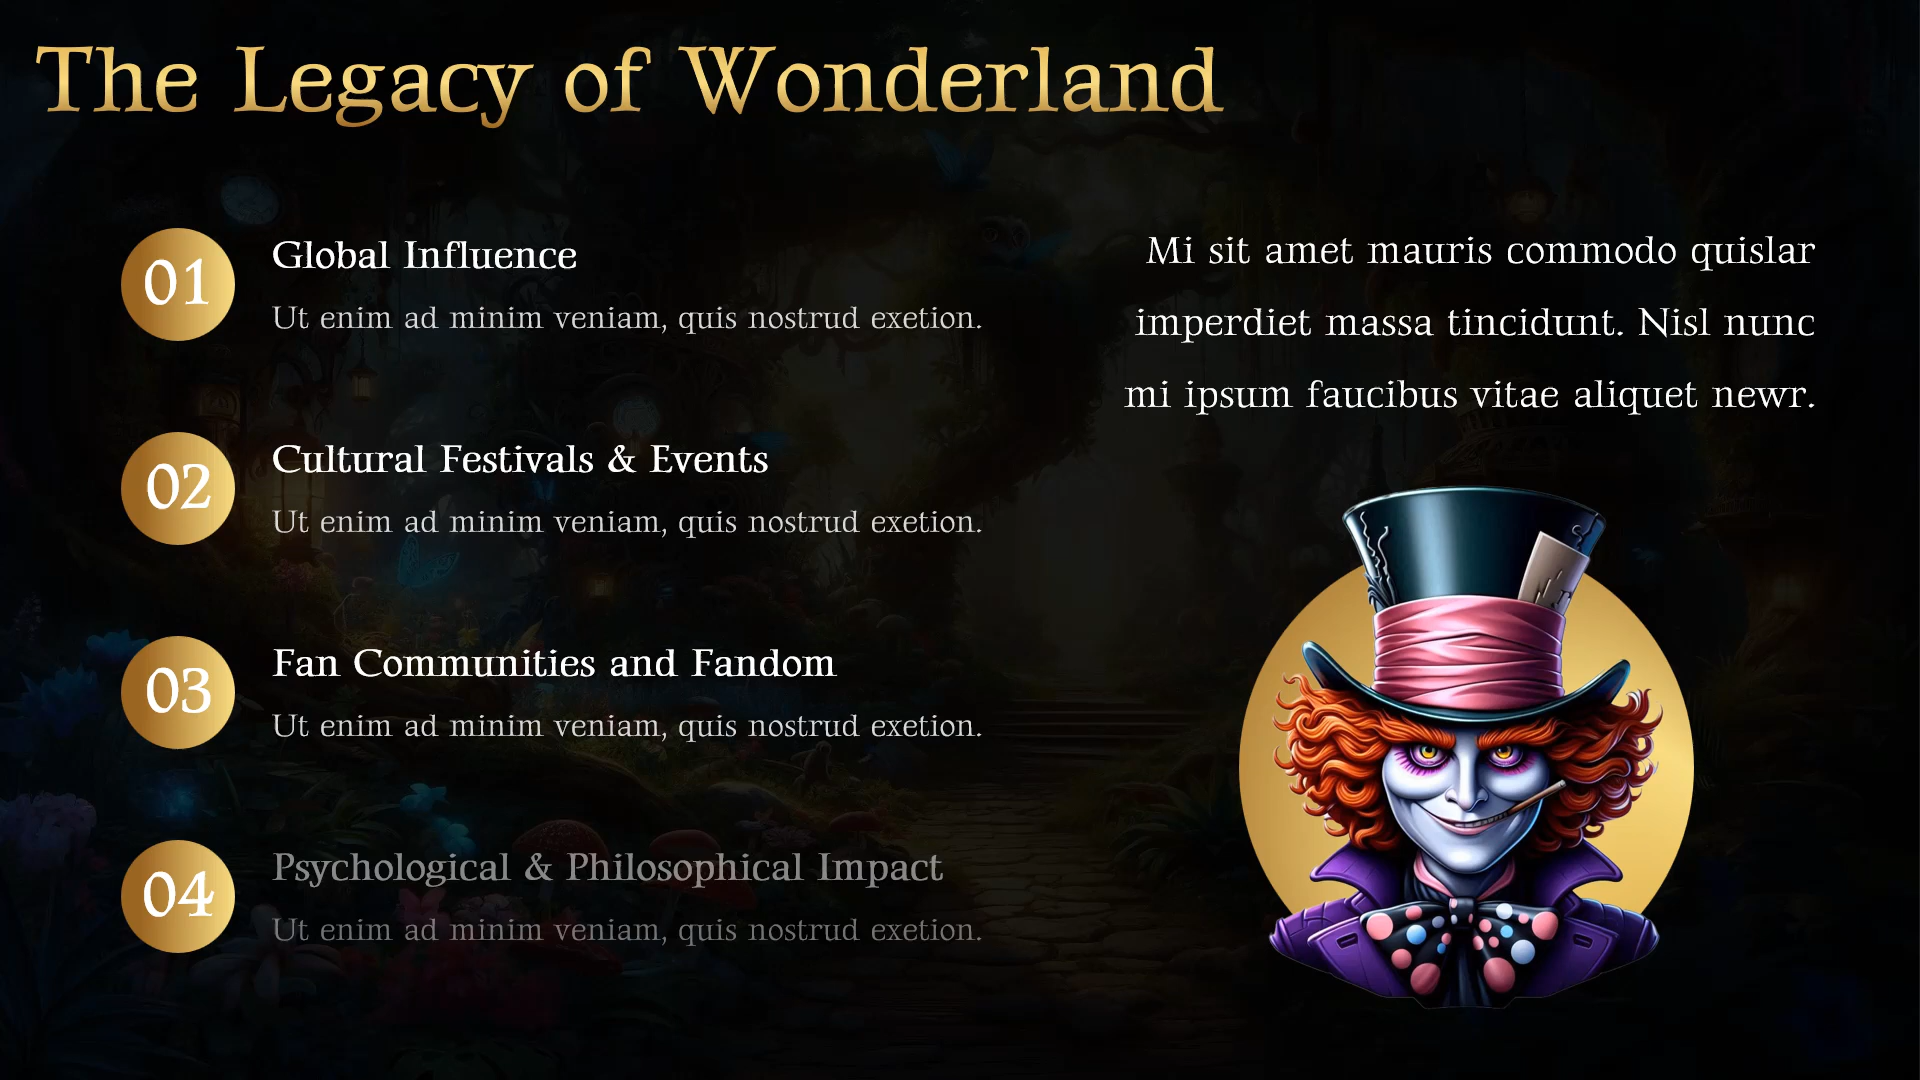 The Legacy of Wonderland
01
Global Influence
Ut enim ad minim veniam, quis nostrud exetion.
02
Cultural Festivals & Events
Ut enim ad minim veniam, quis nostrud exetion.
03
Fan Communities and Fandom
Ut enim ad minim veniam, quis nostrud exetion.
04
Psychological & Philosophical Impact
Ut enim ad minim veniam, quis nostrud exetion.
Mi sit amet mauris commodo quislar
imperdiet massa tincidunt. Nisl nunc
mi ipsum faucibus vitae aliquet newr.